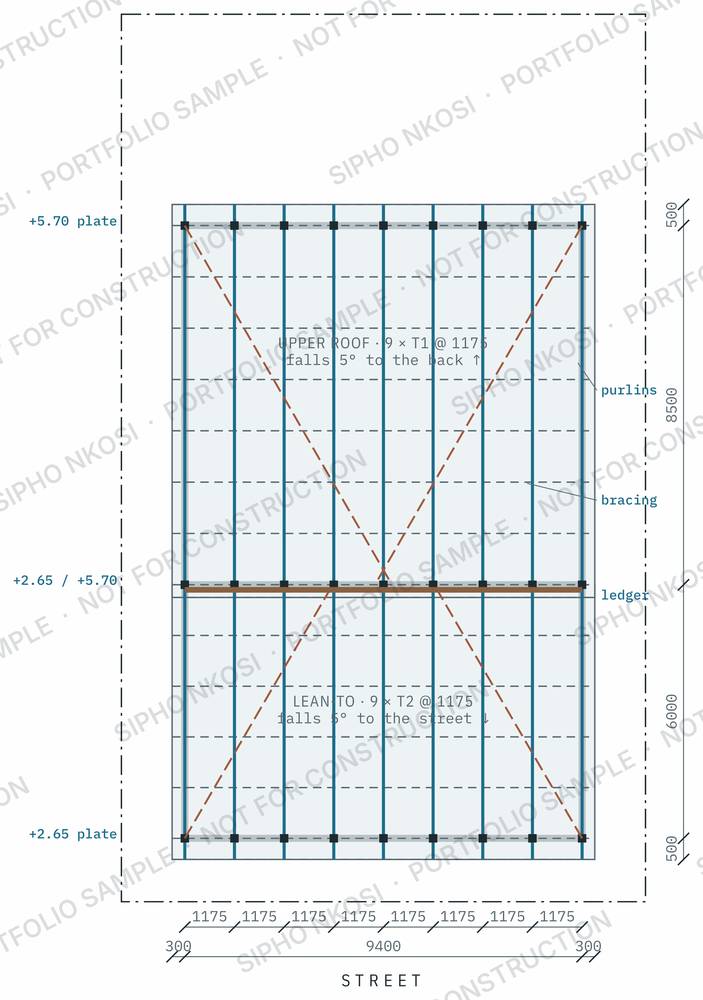 SIPHO NKOSI · PORTFOLIO SAMPLE · NOT FOR CONSTRUCTION
500
+5.70 plate
UPPER ROOF · 9 × T1 @ 1175
falls 5° to the back ↑
purlins
8500
bracing
+2.65 / +5.70
ledger
LEAN-TO · 9 × T2 @ 1175
falls 5° to the street ↓
6000
+2.65 plate
500
1175 1175 1175 1175 1175 1175 1175 1175
300 9400 300
STREET